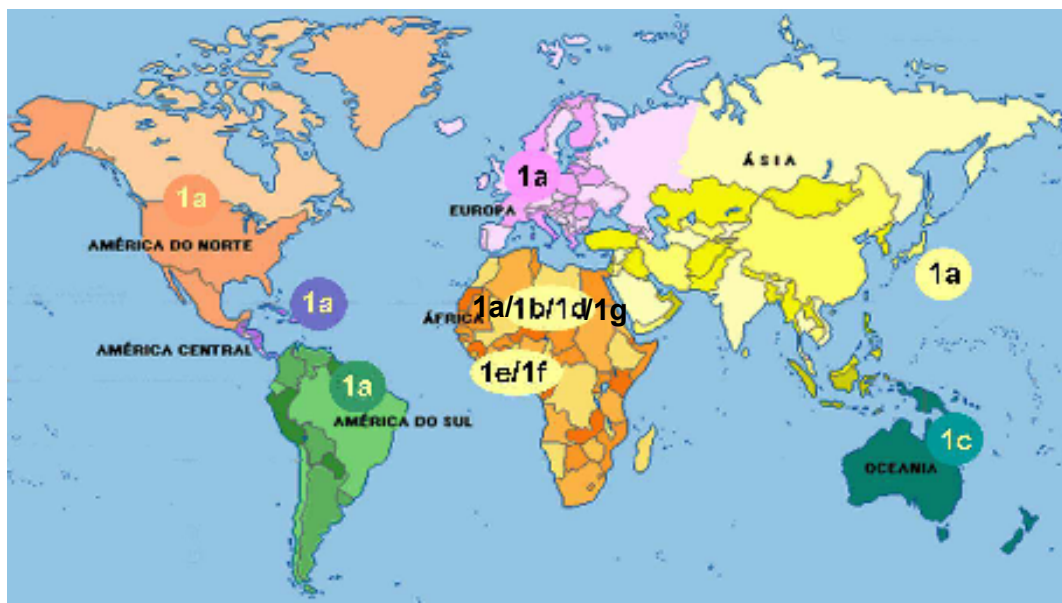 ÁSIA
1a
EUROPA
1a
AMÉRICA DO NORTE
1a
1a
1a/1b/1d/1g
ÁFRICA
AMÉRICA CENTRAL
1e/1f
1a
AMÉRICA DO SUL
1c
OCEANIA